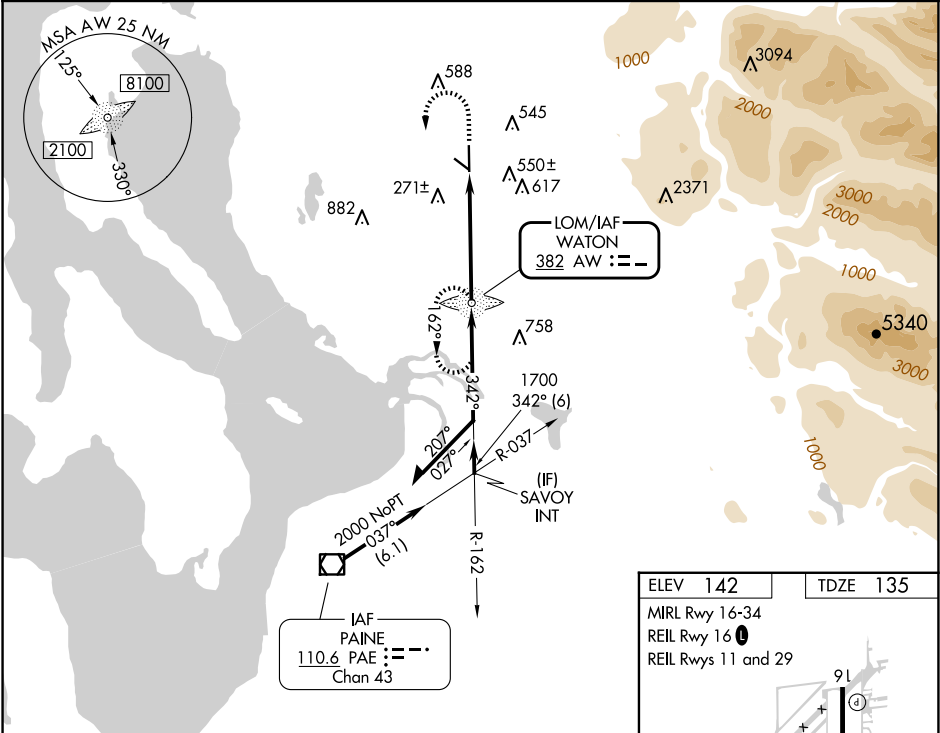 MSA AW 25 NM
125°
8100
2100
330°
588
545
550±
617
271±
882
1000
3094
2000
2371
3000
2000
1000
5340
3000
1000
LOM/IAF
WATON
382 AW
758
162°
342°
1700
342° (6)
207°
027°
R-037
(IF)
SAVOY
INT
2000 NoPT
037°
(6.1)
R-162
IAF
PAINE
110.6 PAE
Chan 43
ELEV 142
TDZE 135
MIRL Rwy 16-34
REIL Rwy 16 L
REIL Rwys 11 and 29
16
P